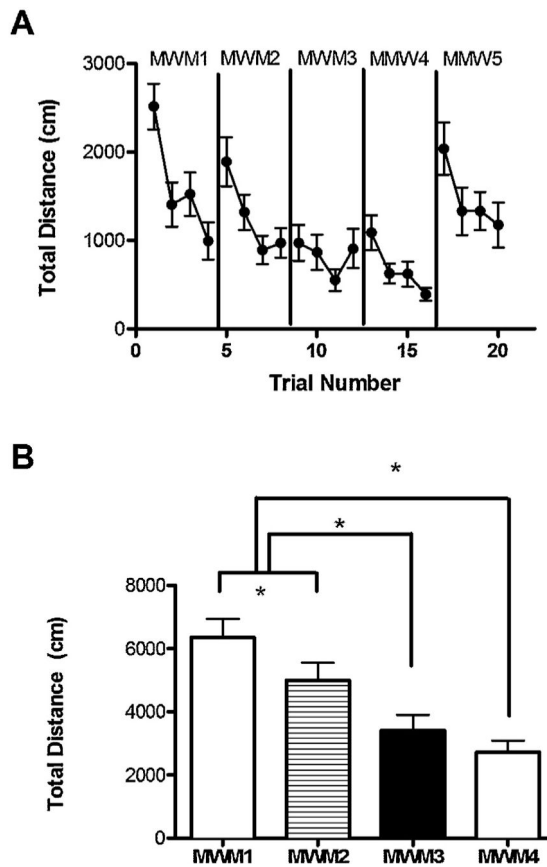 A
MWM1 MWM2 MWM3 MMW4 MMW5
3000
2000
1000
0
Total Distance (cm)
0 5 10 15 20
Trial Number
B
*
*
*
8000
6000
4000
2000
0
Total Distance (cm)
MWM1 MWM2 MWM3 MWM4